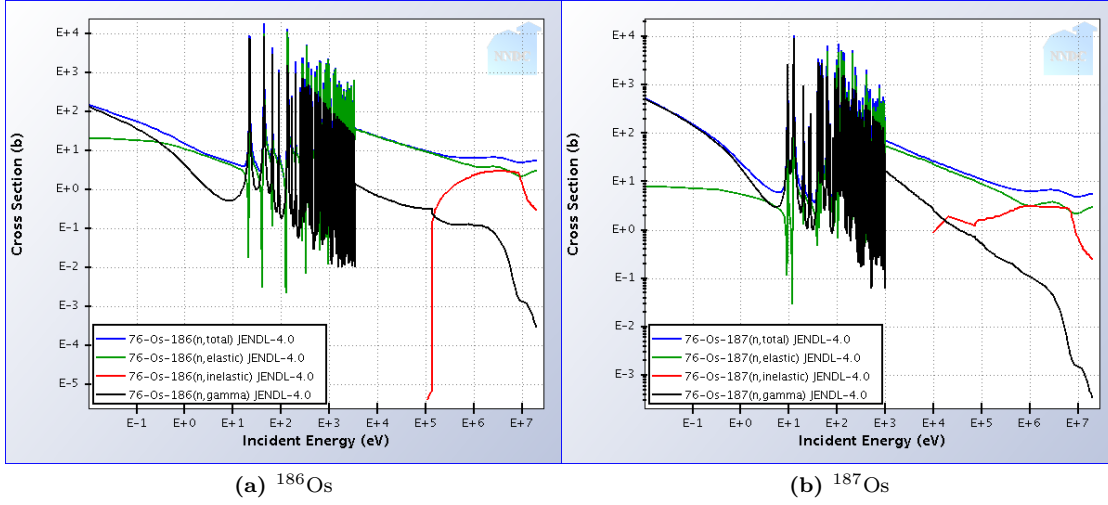 E+4
E+3
E+2
E+1
E+0
E-1
E-2
E-3
E-4
E-5
Cross Section (b)
76-Os-186(n,total) JENDL-4.0
76-Os-186(n,elastic) JENDL-4.0
76-Os-186(n,inelastic) JENDL-4.0
76-Os-186(n,gamma) JENDL-4.0
E-1 E+0 E+1 E+2 E+3 E+4 E+5 E+6 E+7
Incident Energy (eV)
(a) ¹⁸⁶Os
E+4
E+3
E+2
E+1
E+0
E-1
E-2
E-3
Cross Section (b)
76-Os-187(n,total) JENDL-4.0
76-Os-187(n,elastic) JENDL-4.0
76-Os-187(n,inelastic) JENDL-4.0
76-Os-187(n,gamma) JENDL-4.0
E-1 E+0 E+1 E+2 E+3 E+4 E+5 E+6 E+7
Incident Energy (eV)
(b) ¹⁸⁷Os